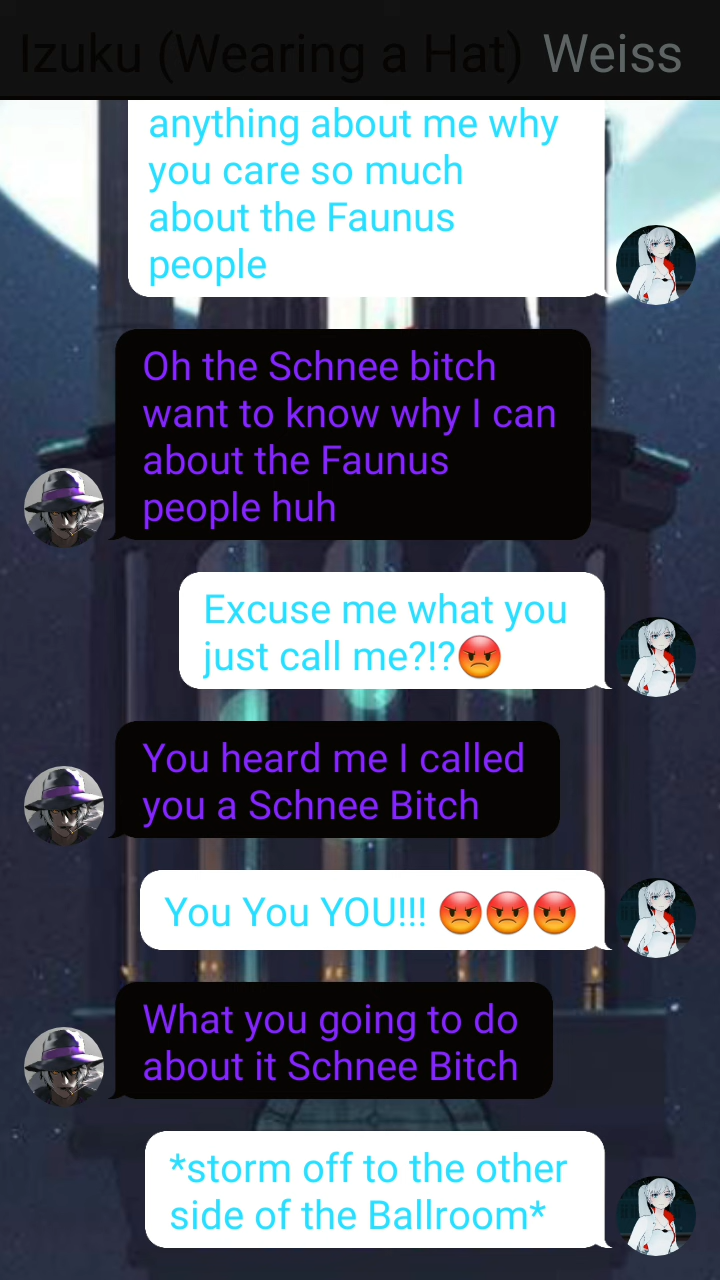 Izuku (Wearing a Hat) Weiss
anything about me why
you care so much
about the Faunus
people
Oh the Schnee bitch
want to know why I can
about the Faunus
people huh
Excuse me what you
just call me?!?😡
You heard me I called
you a Schnee Bitch
You You YOU!!! 😡😡😡
What you going to do
about it Schnee Bitch
*storm off to the other
side of the Ballroom*